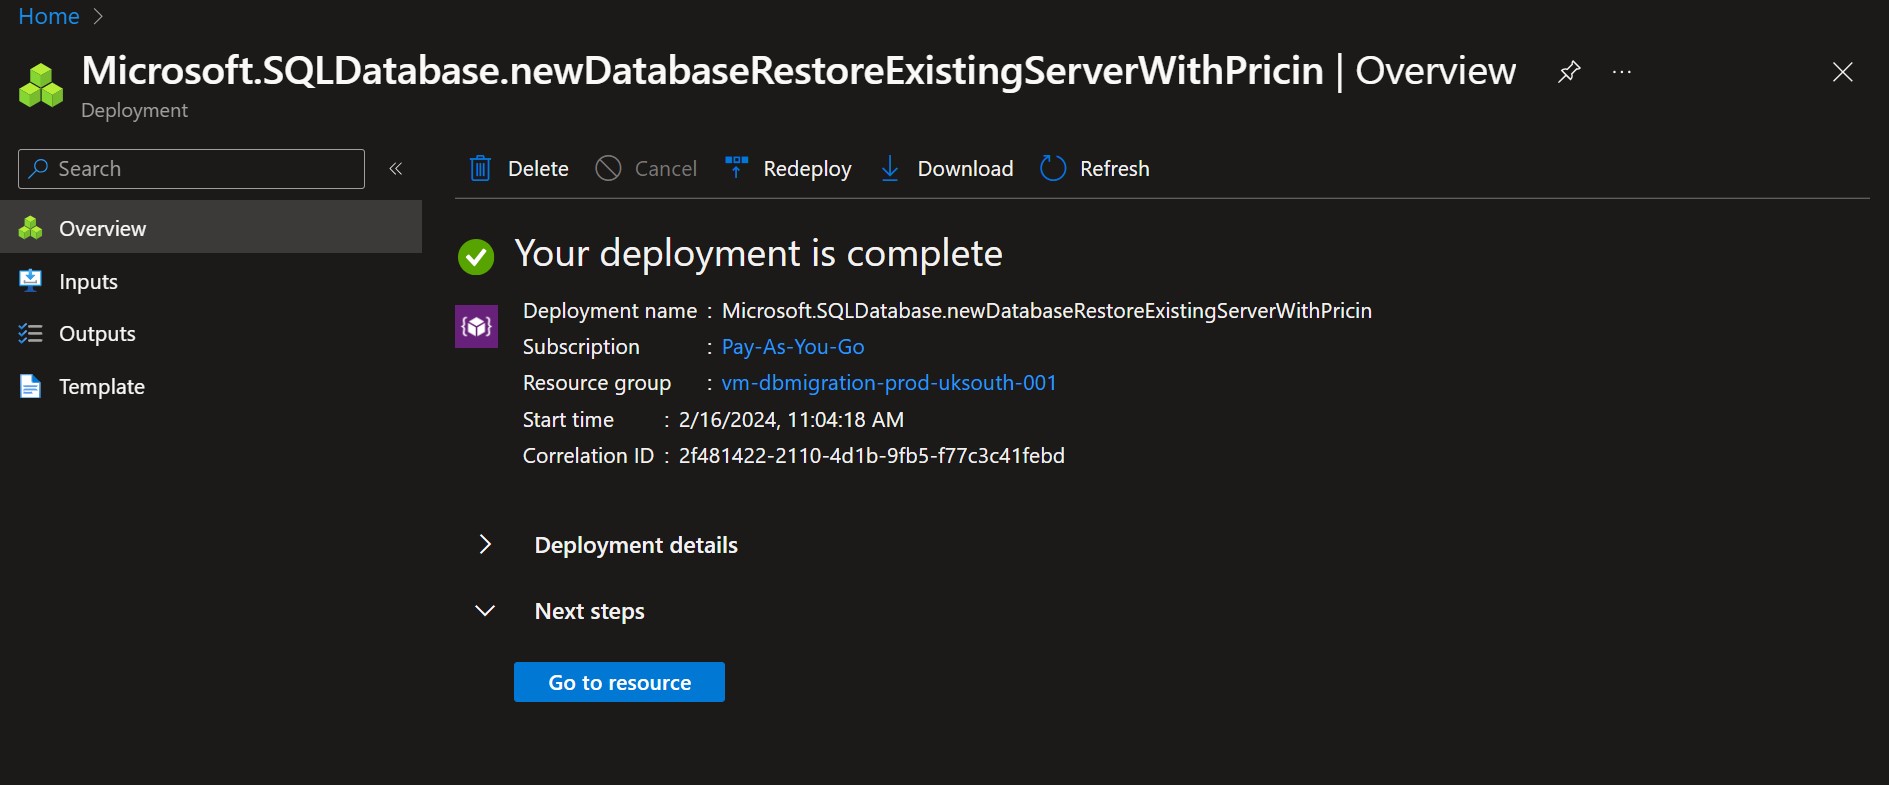 Home
Microsoft.SQLDatabase.newDatabaseRestoreExistingServerWithPricin | Overview
Deployment
Search
Overview
Inputs
Outputs
Template
Delete Cancel Redeploy Download Refresh
Your deployment is complete
Deployment name : Microsoft.SQLDatabase.newDatabaseRestoreExistingServerWithPricin
Subscription : Pay-As-You-Go
Resource group : vm-dbmigration-prod-uksouth-001
Start time : 2/16/2024, 11:04:18 AM
Correlation ID : 2f481422-2110-4d1b-9fb5-f77c3c41febd
Deployment details
Next steps
Go to resource